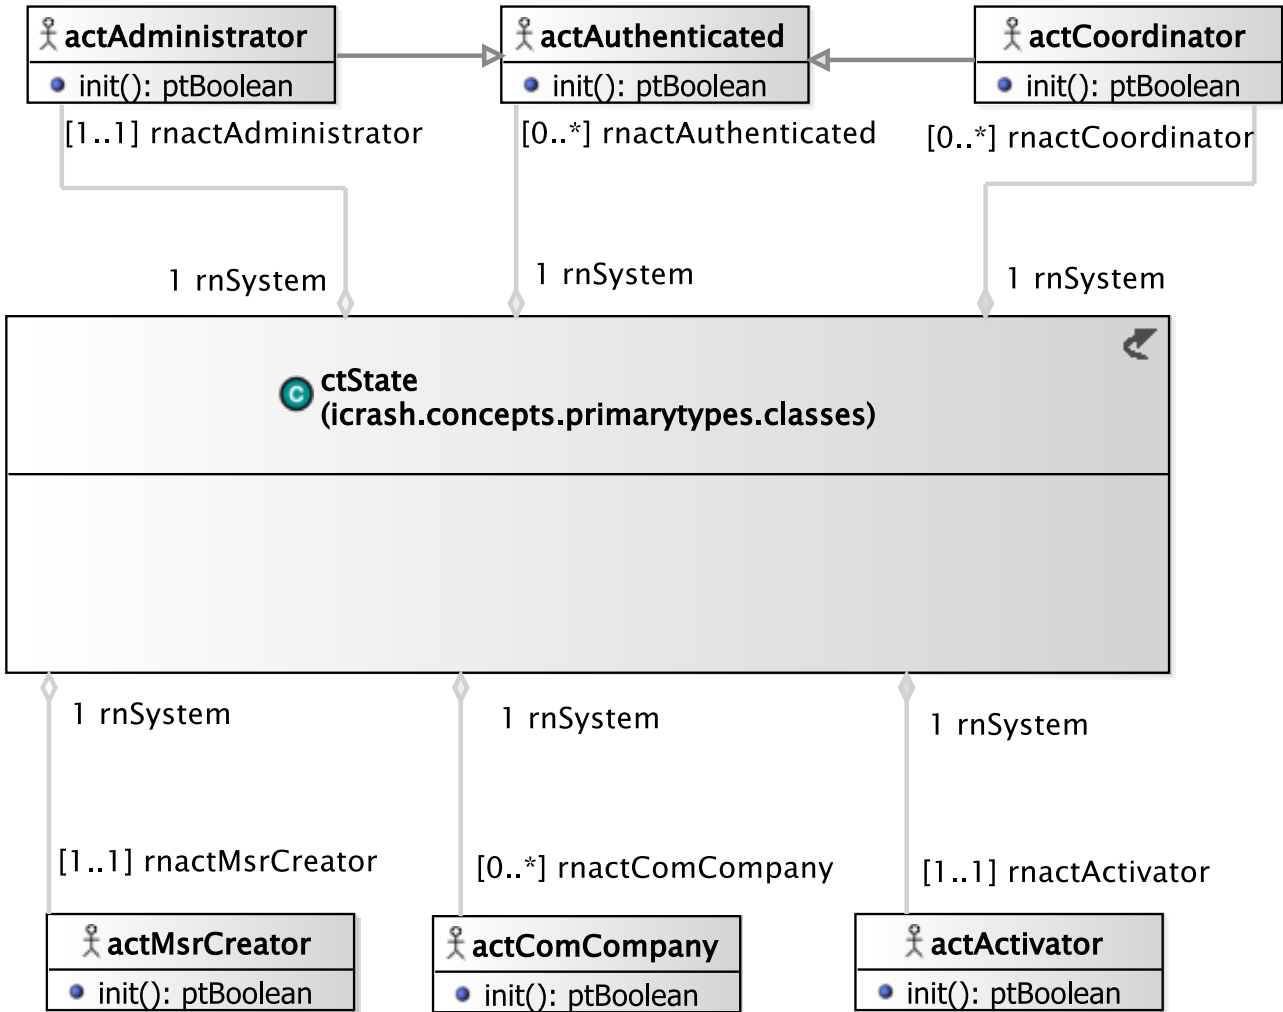 actAdministrator
init(): ptBoolean
actAuthenticated
init(): ptBoolean
actCoordinator
init(): ptBoolean
[1..1] rnactAdministrator
[0..*] rnactAuthenticated
[0..*] rnactCoordinator
1 rnSystem
1 rnSystem
1 rnSystem
ctState
(icrash.concepts.primarytypes.classes)
1 rnSystem
1 rnSystem
1 rnSystem
[1..1] rnactMsrCreator
[0..*] rnactComCompany
[1..1] rnactActivator
actMsrCreator
init(): ptBoolean
actComCompany
init(): ptBoolean
actActivator
init(): ptBoolean